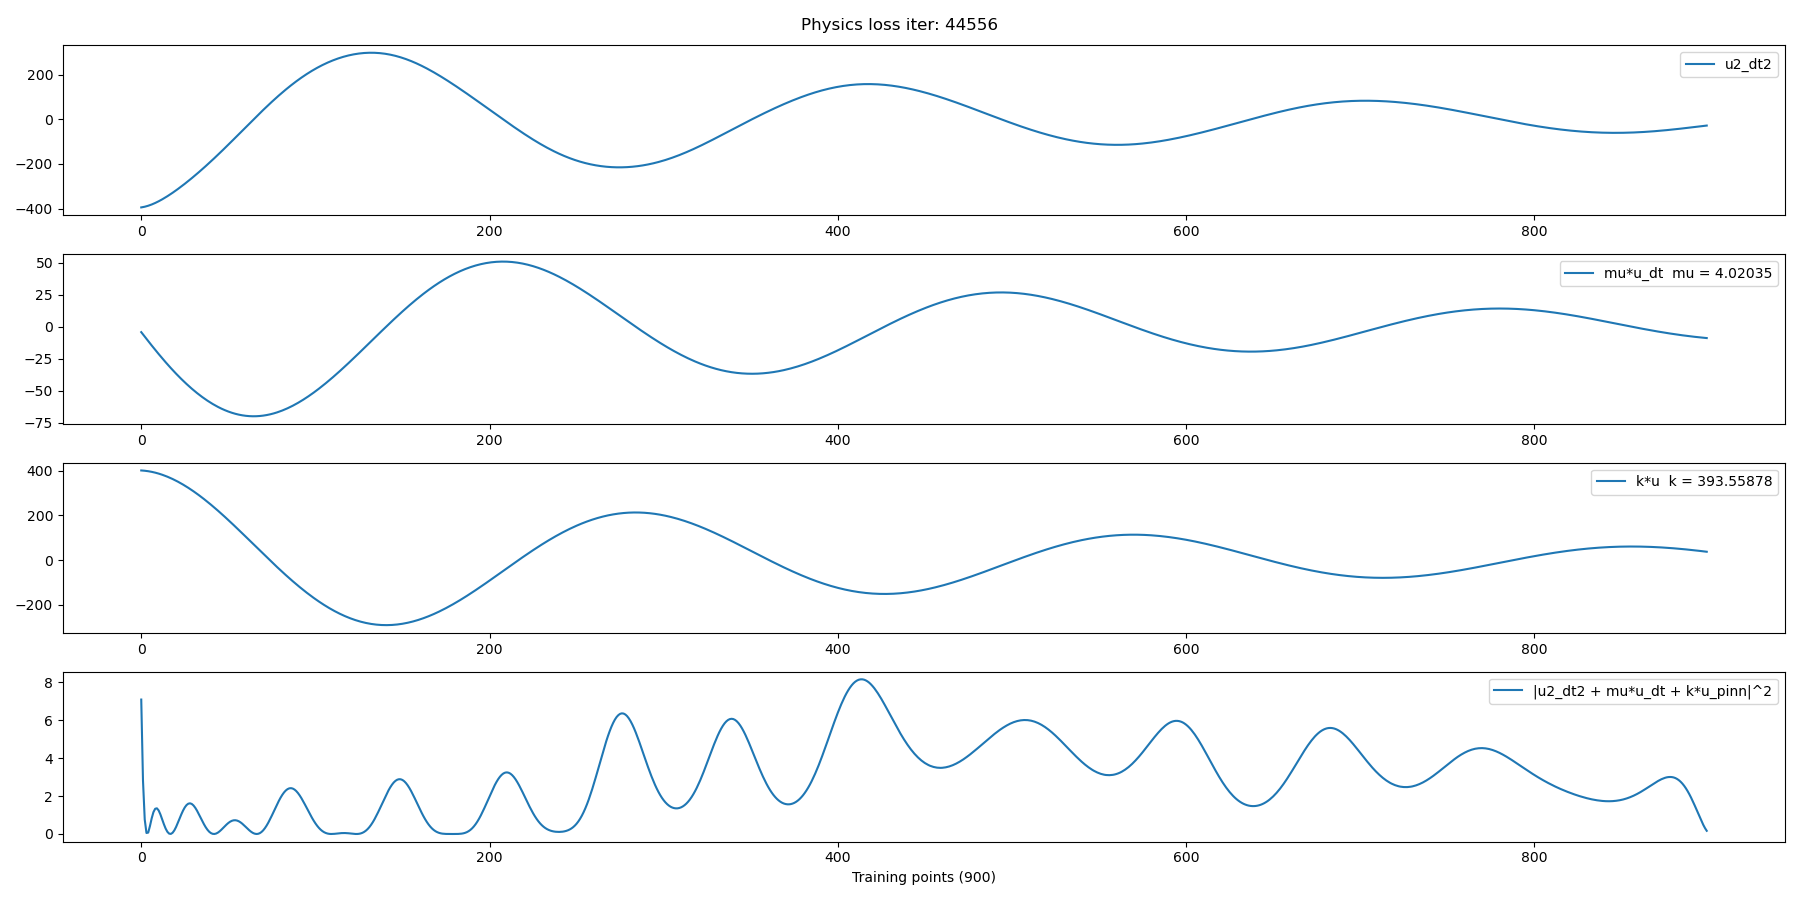 Physics loss iter: 44556
u2_dt2
200
0
−200
−400
0 200 400 600 800
mu*u_dt  mu = 4.02035
50
25
0
−25
−50
−75
0 200 400 600 800
k*u  k = 393.55878
400
200
0
−200
0 200 400 600 800
|u2_dt2 + mu*u_dt + k*u_pinn|^2
8
6
4
2
0
0 200 400 600 800
Training points (900)